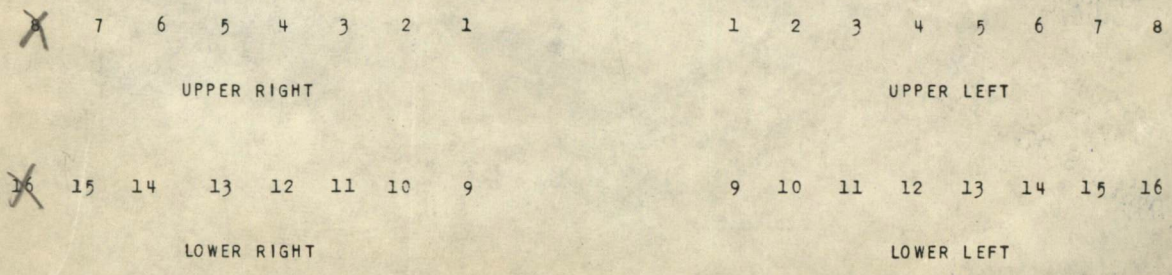 8 7 6 5 4 3 2 1 1 2 3 4 5 6 7 8
UPPER RIGHT UPPER LEFT
16 15 14 13 12 11 10 9 9 10 11 12 13 14 15 16
LOWER RIGHT LOWER LEFT